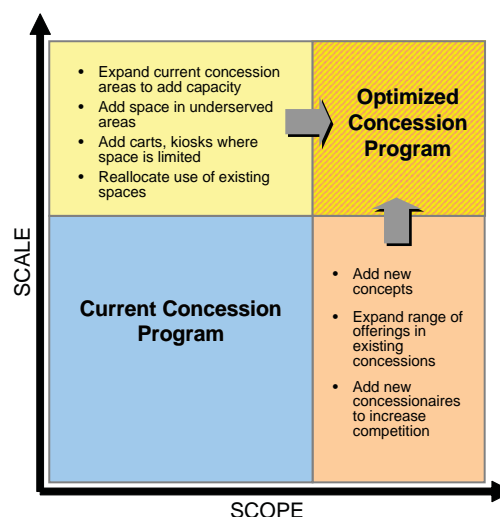 • Expand current concession
areas to add capacity
• Add space in underserved
areas
• Add carts, kiosks where
space is limited
• Reallocate use of existing
spaces
Optimized
Concession
Program
SCALE
Current Concession
Program
• Add new
concepts
• Expand range of
offerings in
existing
concessions
• Add new
concessionaires
to increase
competition
SCOPE